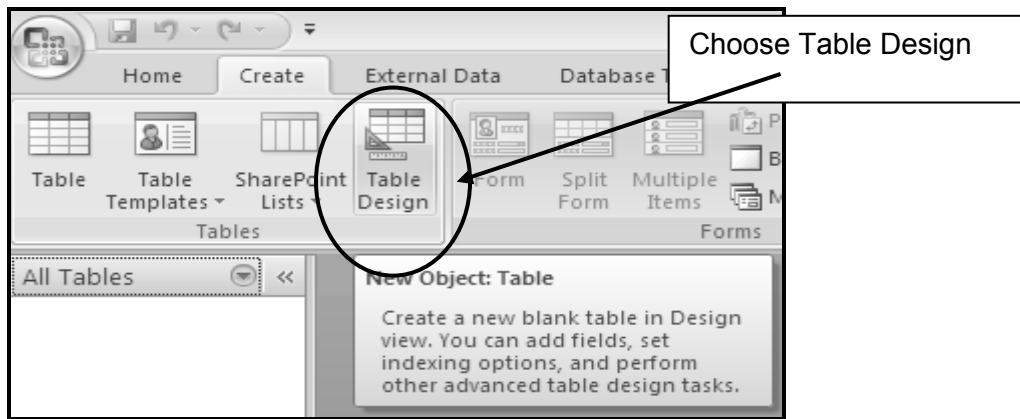 Choose Table Design
Home Create External Data Database
Table Table Templates SharePoint Lists Table Design Form Split Form Multiple Items
Tables Forms
All Tables
New Object: Table
Create a new blank table in Design
view. You can add fields, set
indexing options, and perform
other advanced table design tasks.